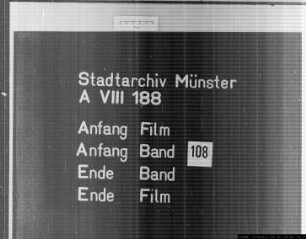 Stadtarchiv Münster
A VIII 188
Anfang Film
Anfang Band 108
Ende Band
Ende Film